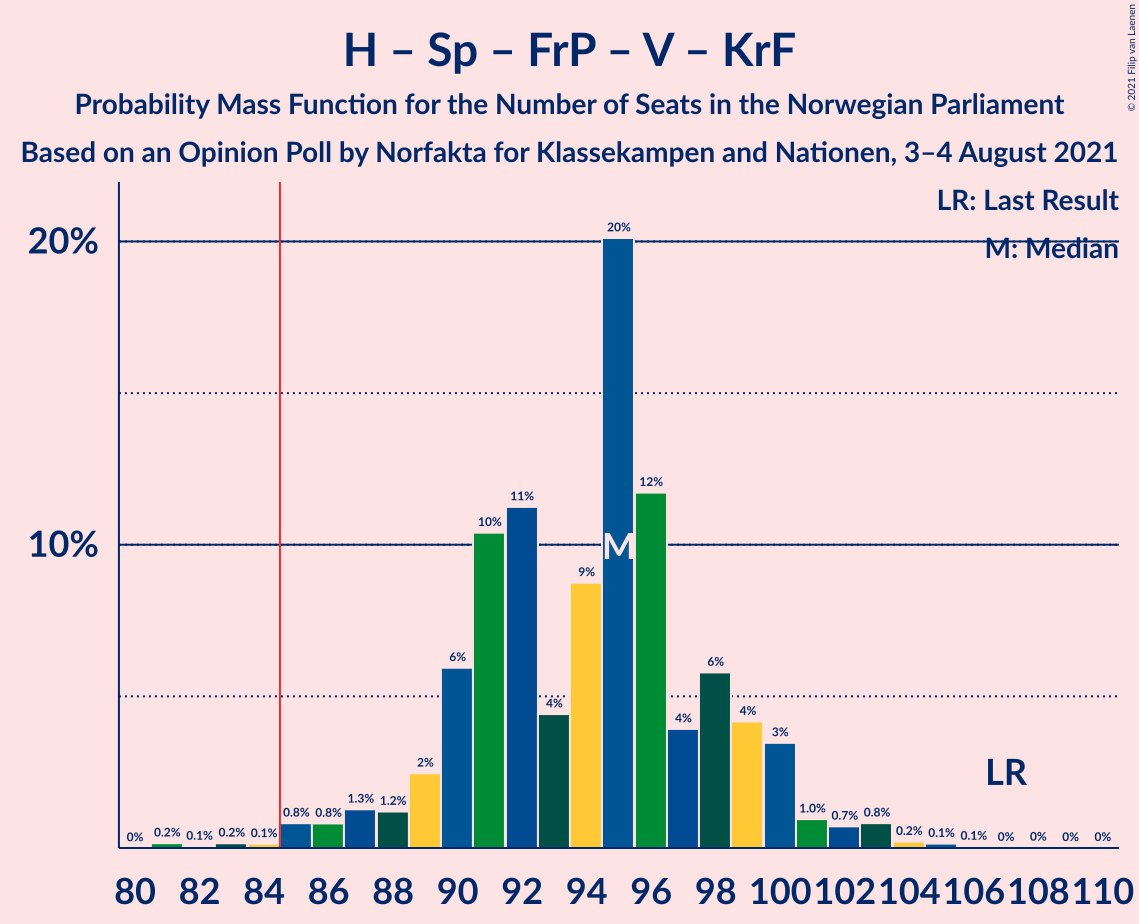 H – Sp – FrP – V – KrF
Probability Mass Function for the Number of Seats in the Norwegian Parliament
Based on an Opinion Poll by Norfakta for Klassekampen and Nationen, 3–4 August 2021
© 2021 Filip van Laenen
LR: Last Result
M: Median
20%
10%
0% 0.2% 0.1% 0.2% 0.1% 0.8% 0.8% 1.3% 1.2% 2% 6% 10% 11% 4% 9% 20% 12% 4% 6% 4% 3% 1.0% 0.7% 0.8% 0.2% 0.1% 0.1% 0% 0% 0% 0%
M
LR
80 82 84 86 88 90 92 94 96 98 100 102 104 106 108 110